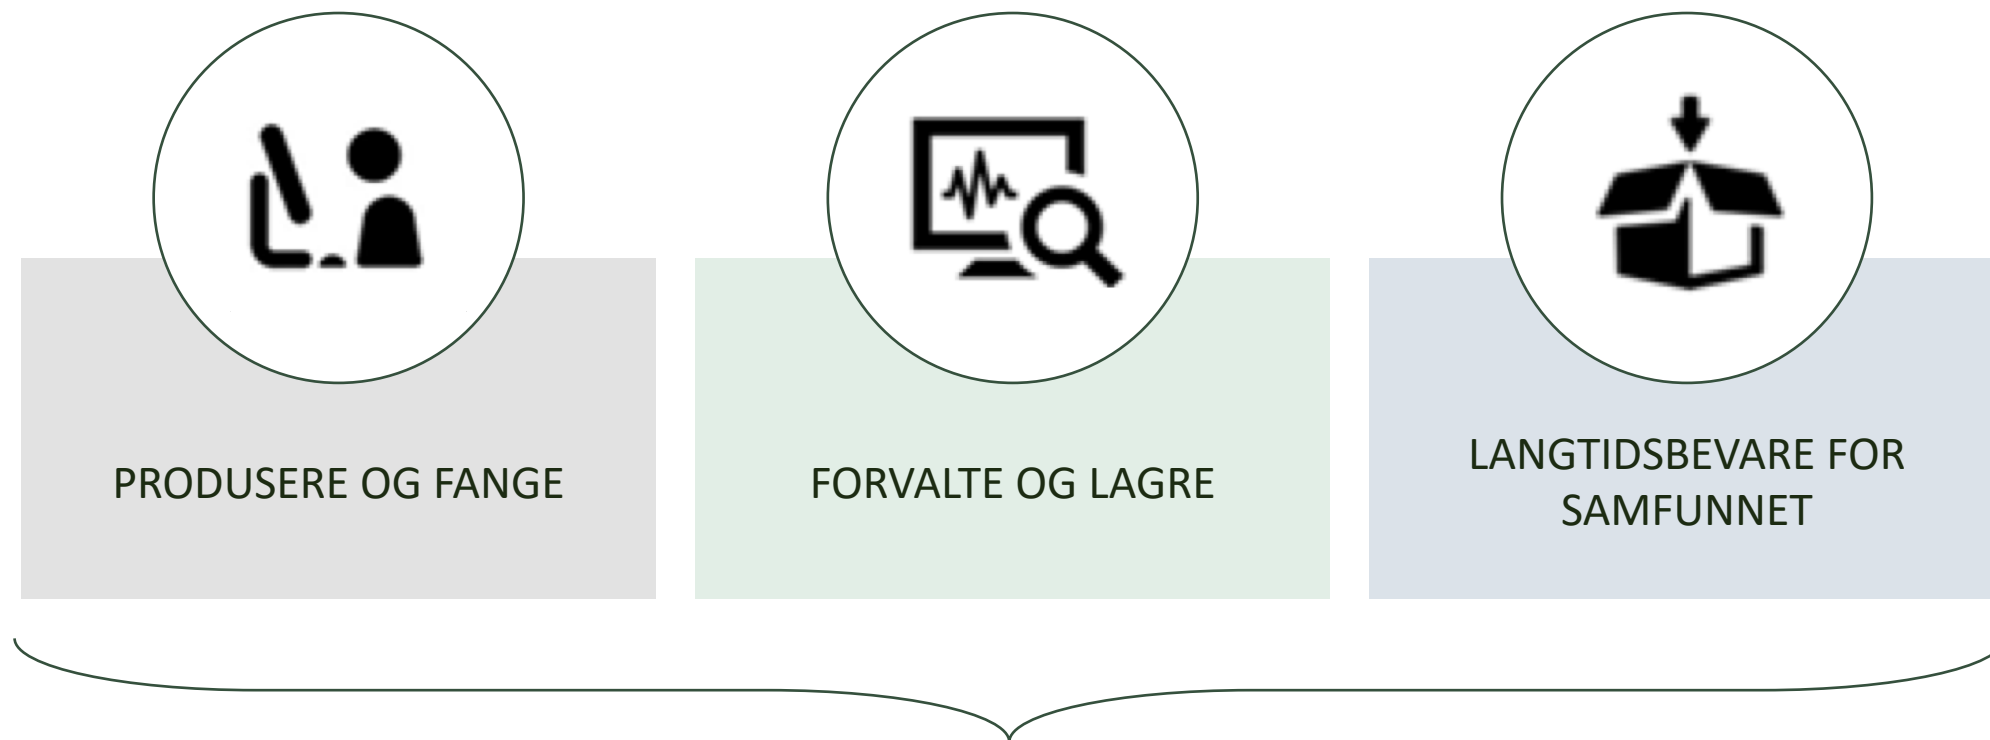 PRODUSERE OG FANGE
FORVALTE OG LAGRE
LANGTIDSBEVARE FOR
SAMFUNNET